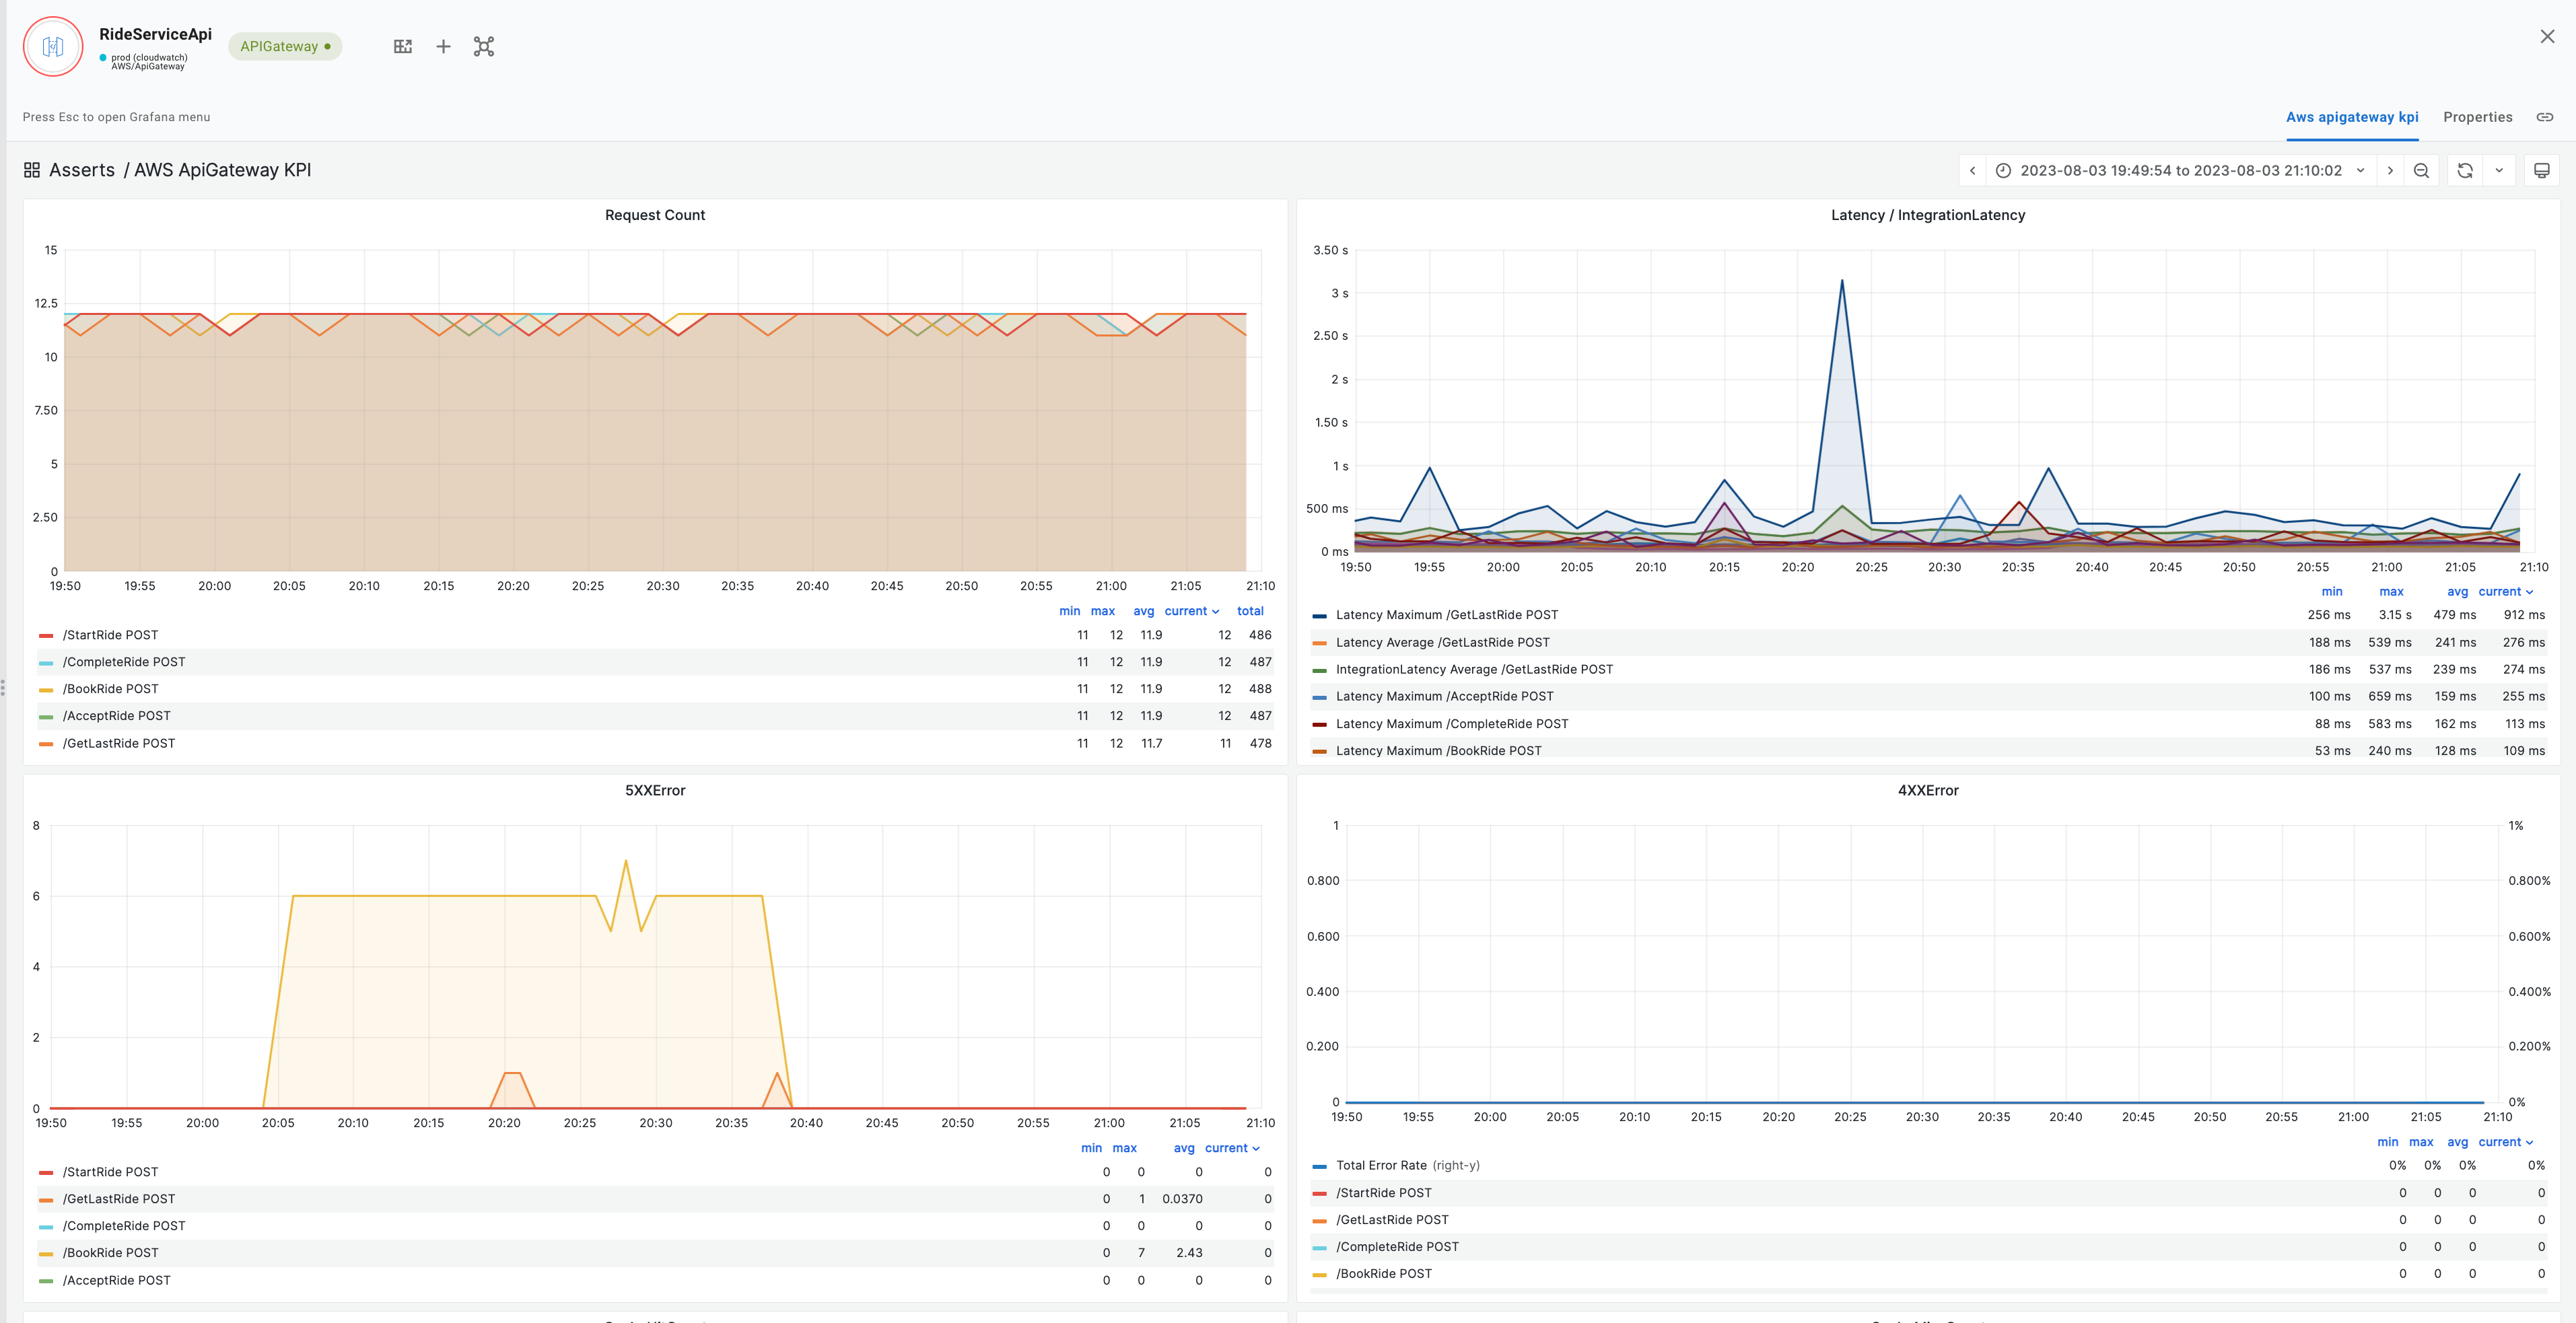 RideServiceApi
prod (cloudwatch)
AWS/ApiGateway
APIGateway
Press Esc to open Grafana menu
Aws apigateway kpi
Properties
Asserts / AWS ApiGateway KPI
2023-08-03 19:49:54 to 2023-08-03 21:10:02
Request Count
15
12.5
10
7.50
5
2.50
0
19:50 19:55 20:00 20:05 20:10 20:15 20:20 20:25 20:30 20:35 20:40 20:45 20:50 20:55 21:00 21:05 21:10
min max avg current total
/StartRide POST 11 12 11.9 12 486
/CompleteRide POST 11 12 11.9 12 487
/BookRide POST 11 12 11.9 12 488
/AcceptRide POST 11 12 11.9 12 487
/GetLastRide POST 11 12 11.7 11 478
Latency / IntegrationLatency
3.50 s
3 s
2.50 s
2 s
1.50 s
1 s
500 ms
0 ms
19:50 19:55 20:00 20:05 20:10 20:15 20:20 20:25 20:30 20:35 20:40 20:45 20:50 20:55 21:00 21:05 21:10
min max avg current
Latency Maximum /GetLastRide POST 256 ms 3.15 s 479 ms 912 ms
Latency Average /GetLastRide POST 188 ms 539 ms 241 ms 276 ms
IntegrationLatency Average /GetLastRide POST 186 ms 537 ms 239 ms 274 ms
Latency Maximum /AcceptRide POST 100 ms 659 ms 159 ms 255 ms
Latency Maximum /CompleteRide POST 88 ms 583 ms 162 ms 113 ms
Latency Maximum /BookRide POST 53 ms 240 ms 128 ms 109 ms
5XXError
8
6
4
2
0
19:50 19:55 20:00 20:05 20:10 20:15 20:20 20:25 20:30 20:35 20:40 20:45 20:50 20:55 21:00 21:05 21:10
min max avg current
/StartRide POST 0 0 0 0
/GetLastRide POST 0 1 0.0370 0
/CompleteRide POST 0 0 0 0
/BookRide POST 0 7 2.43 0
/AcceptRide POST 0 0 0 0
4XXError
1 1%
0.800 0.800%
0.600 0.600%
0.400 0.400%
0.200 0.200%
0 0%
19:50 19:55 20:00 20:05 20:10 20:15 20:20 20:25 20:30 20:35 20:40 20:45 20:50 20:55 21:00 21:05 21:10
min max avg current
Total Error Rate (right-y) 0% 0% 0% 0%
/StartRide POST 0 0 0 0
/GetLastRide POST 0 0 0 0
/CompleteRide POST 0 0 0 0
/BookRide POST 0 0 0 0